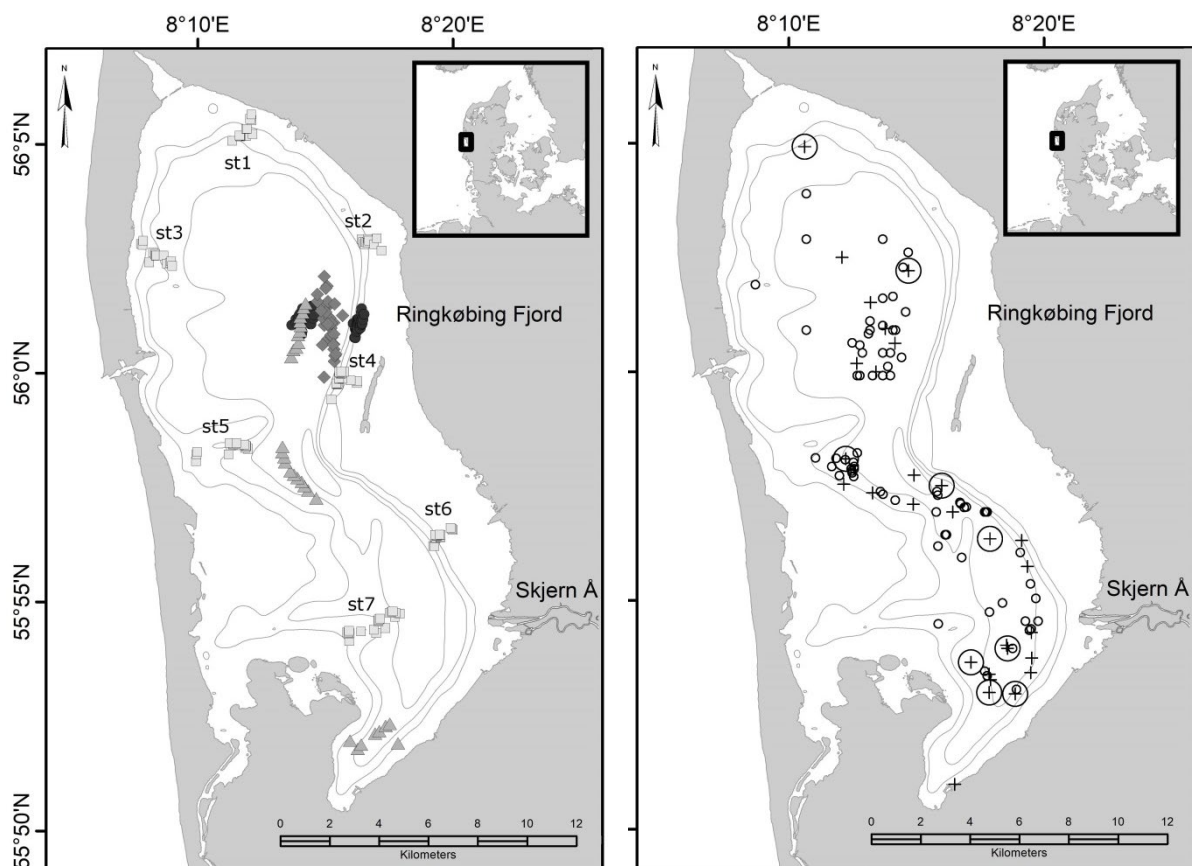 8°10'E 8°20'E
8°10'E 8°20'E
N
N
56°5'N
st1
st2
st3
Ringkøbing Fjord
Ringkøbing Fjord
56°0'N
st4
st5
st6
55°55'N
Skjern Å
Skjern Å
st7
55°50'N
0 2 4 6 8 10 12
Kilometers
0 2 4 6 8 10 12
Kilometers